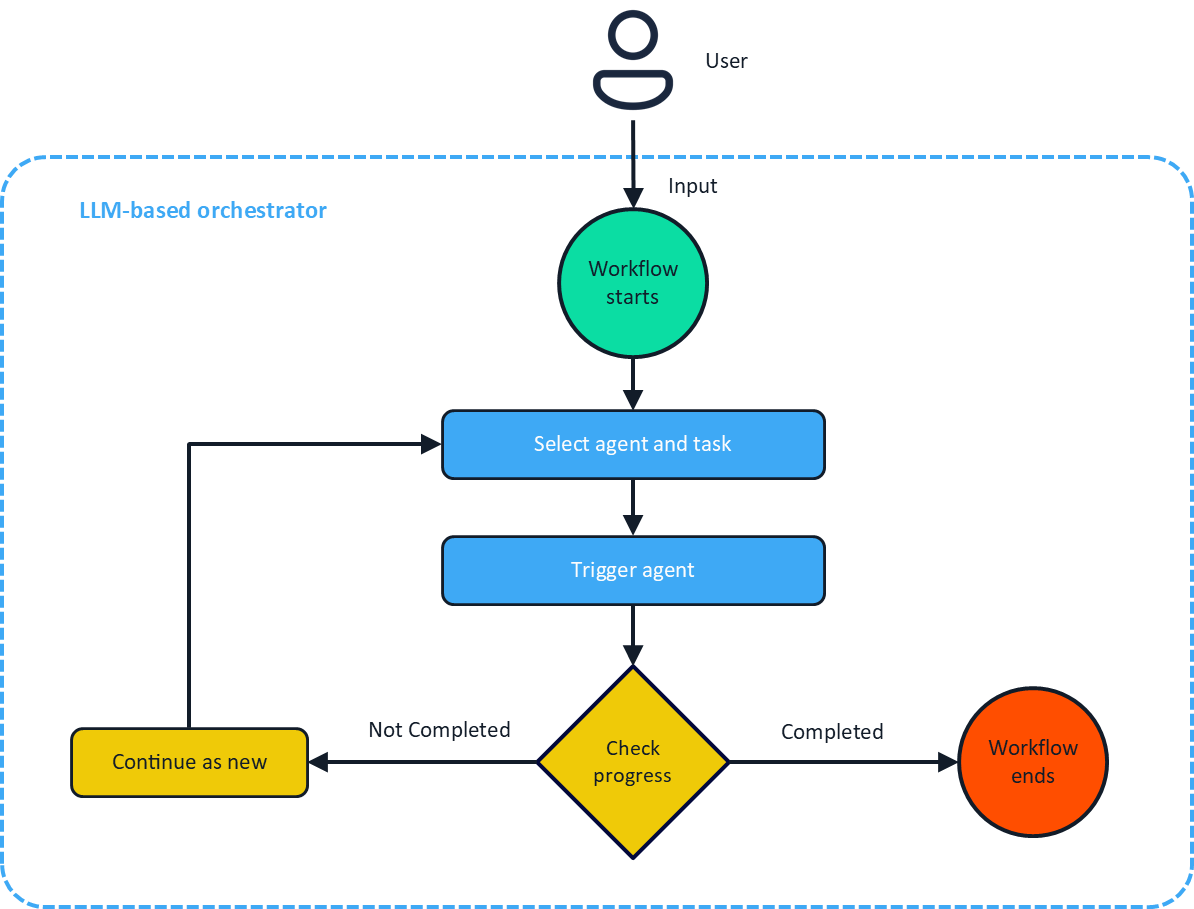 User
Input
LLM-based orchestrator
Workflow
starts
Select agent and task
Trigger agent
Not Completed
Completed
Check
progress
Continue as new
Workflow
ends